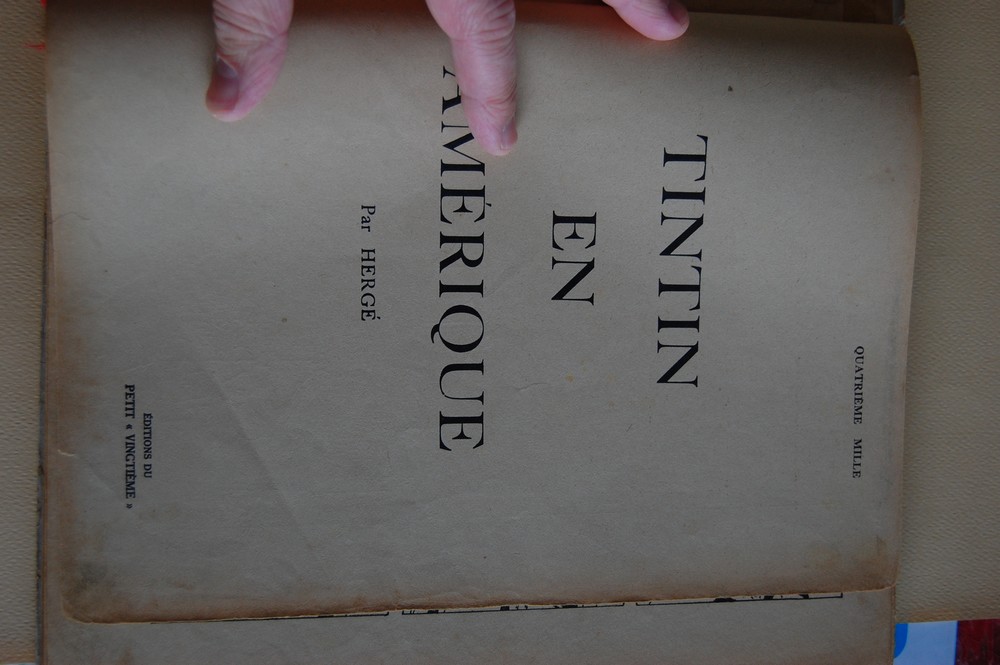 QUATRIÈME MILLE
TINTIN
EN
AMÉRIQUE
Par HERGÉ
ÉDITIONS DU
PETIT « VINGTIÈME »